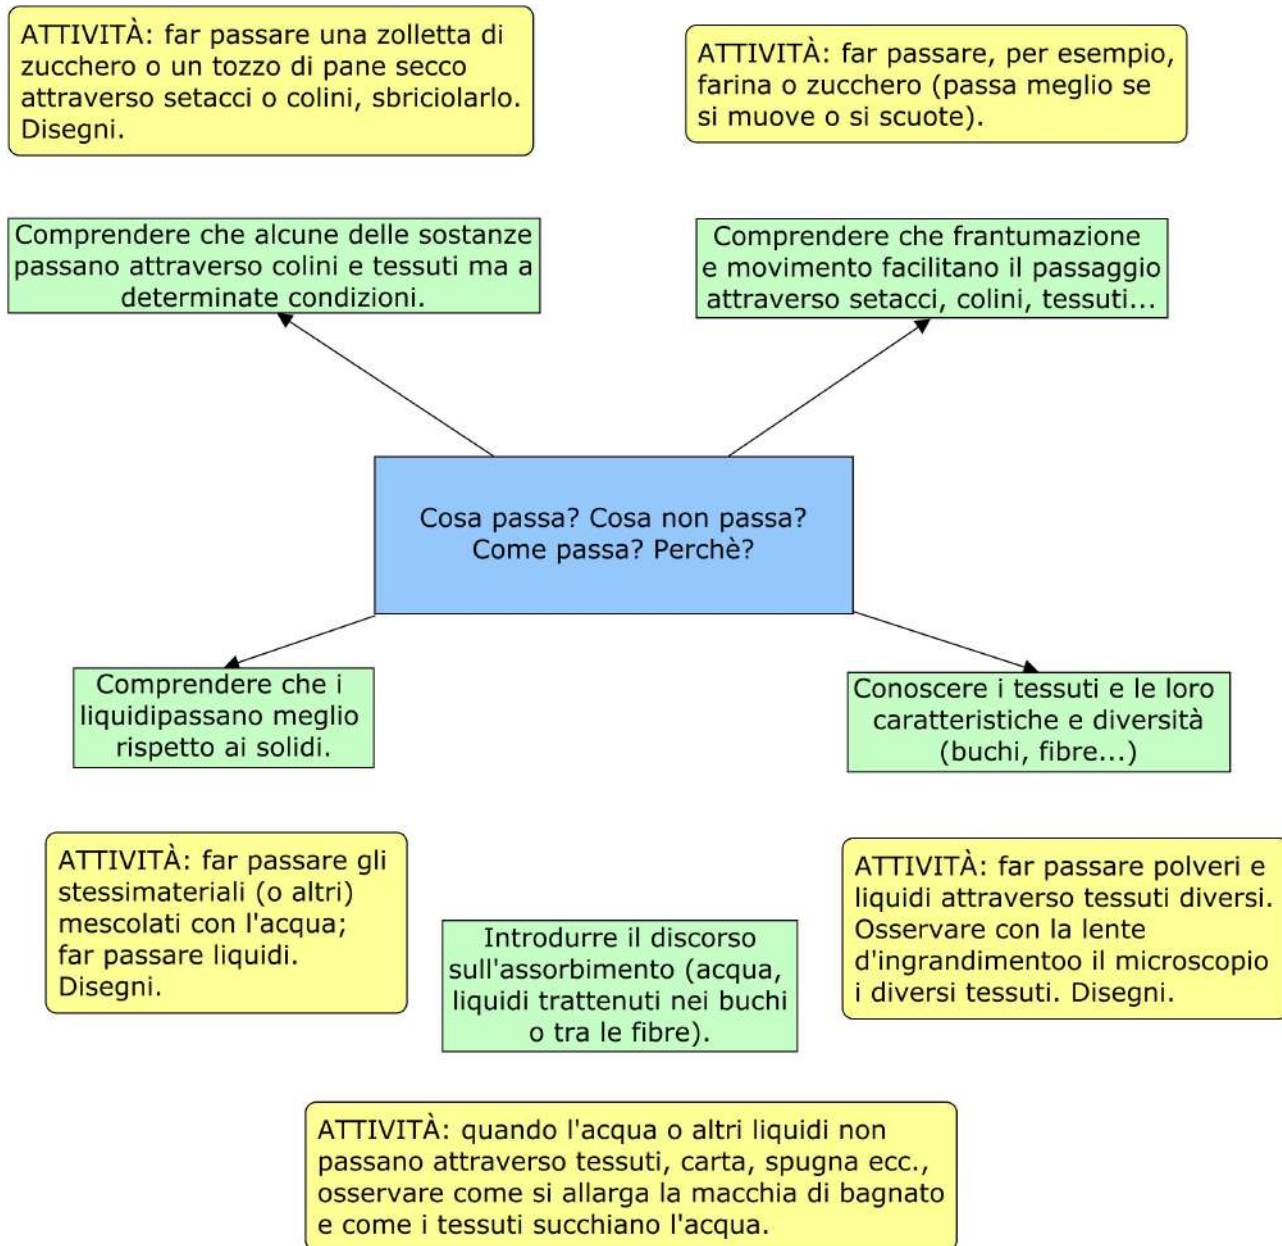 ATTIVITÀ: far passare una zolletta di
zucchero o un tozzo di pane secco
attraverso setacci o colini, sbriciolarlo.
Disegni.
ATTIVITÀ: far passare, per esempio,
farina o zucchero (passa meglio se
si muove o si scuote).
Comprendere che alcune delle sostanze
passano attraverso colini e tessuti ma a
determinate condizioni.
Comprendere che frantumazione
e movimento facilitano il passaggio
attraverso setacci, colini, tessuti...
Cosa passa? Cosa non passa?
Come passa? Perchè?
Comprendere che i
liquidipassano meglio
rispetto ai solidi.
Conoscere i tessuti e le loro
caratteristiche e diversità
(buchi, fibre...)
ATTIVITÀ: far passare gli
stessimateriali (o altri)
mescolati con l'acqua;
far passare liquidi.
Disegni.
Introdurre il discorso
sull'assorbimento (acqua,
liquidi trattenuti nei buchi
o tra le fibre).
ATTIVITÀ: far passare polveri e
liquidi attraverso tessuti diversi.
Osservare con la lente
d'ingrandimentoo il microscopio
i diversi tessuti. Disegni.
ATTIVITÀ: quando l'acqua o altri liquidi non
passano attraverso tessuti, carta, spugna ecc.,
osservare come si allarga la macchia di bagnato
e come i tessuti succhiano l'acqua.